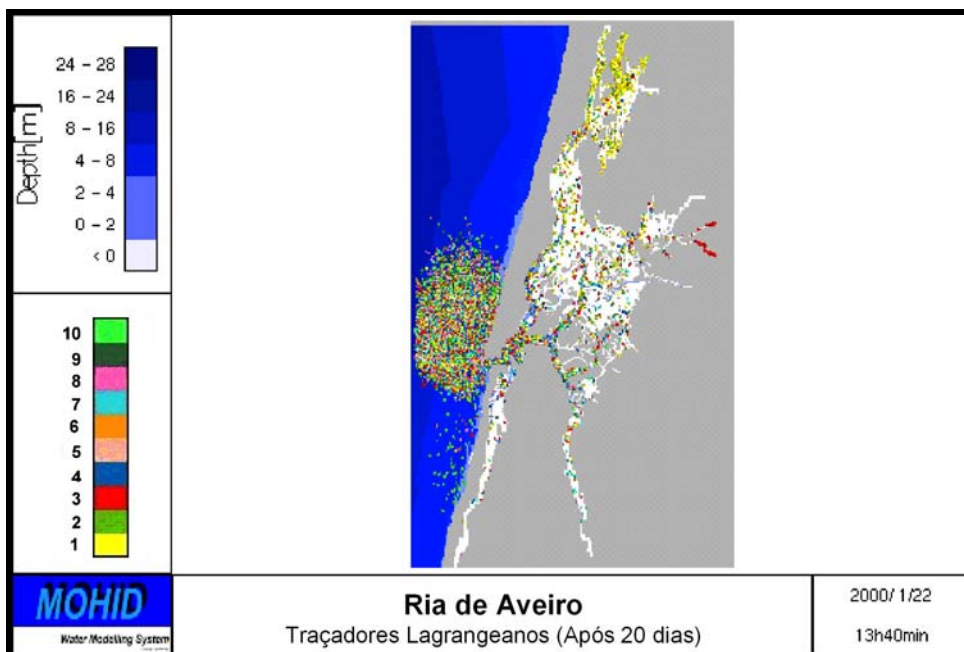 Depth[m]
24 - 28
16 - 24
8 - 16
4 - 8
2 - 4
0 - 2
< 0
10
9
8
7
6
5
4
3
2
1
MOHID
Water Modelling System
Ria de Aveiro
Traçadores Lagrangeanos (Após 20 dias)
2000/ 1/22
13h40min